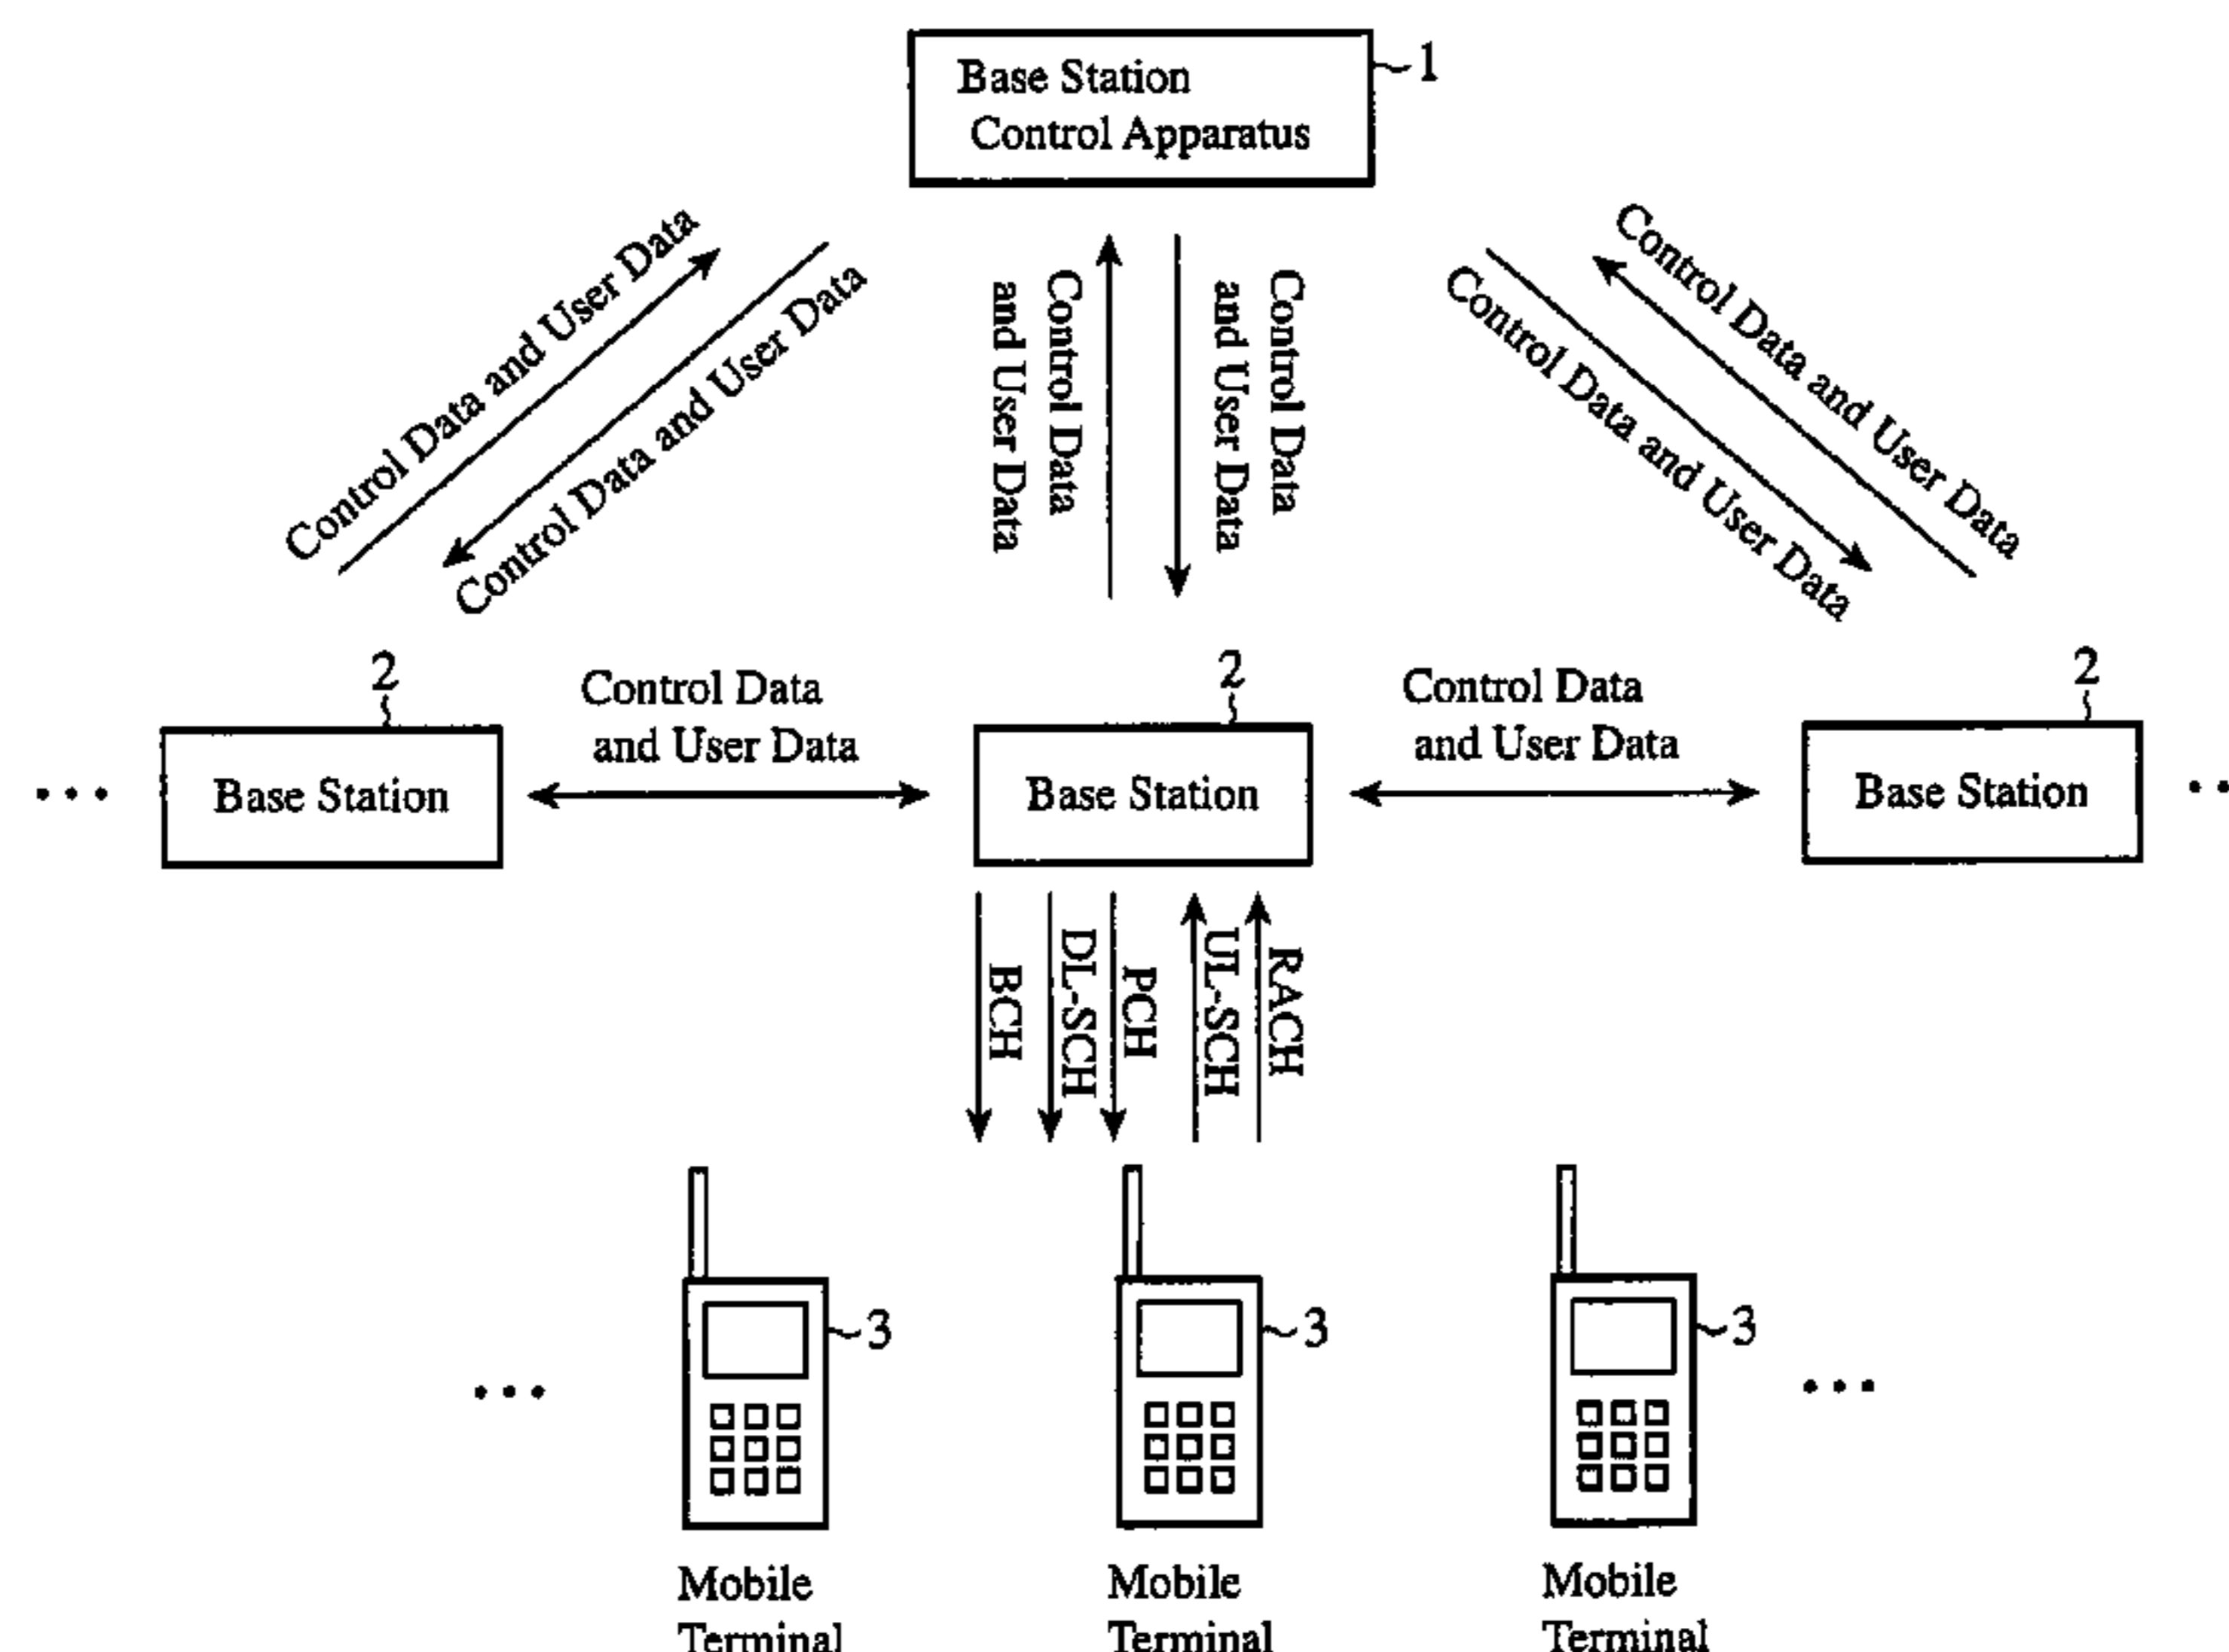 Base Station
Control Apparatus
1
Control Data and User Data
Control Data and User Data
Control Data
and User Data
Control Data
and User Data
Control Data and User Data
Control Data and User Data
2
Control Data
and User Data
2
Control Data
and User Data
2
...
Base Station
Base Station
Base Station
..
BCH
DL-SCH
PCH
UL-SCH
RACH
3
3
3
...
...
Mobile
Terminal
Mobile
Terminal
Mobile
Terminal